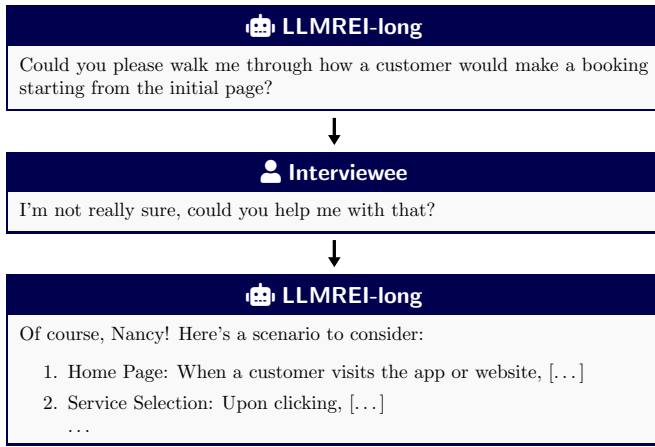 LLMREI-long
Could you please walk me through how a customer would make a booking
starting from the initial page?
Interviewee
I'm not really sure, could you help me with that?
LLMREI-long
Of course, Nancy! Here's a scenario to consider:
1. Home Page: When a customer visits the app or website, [...]
2. Service Selection: Upon clicking, [...]
...